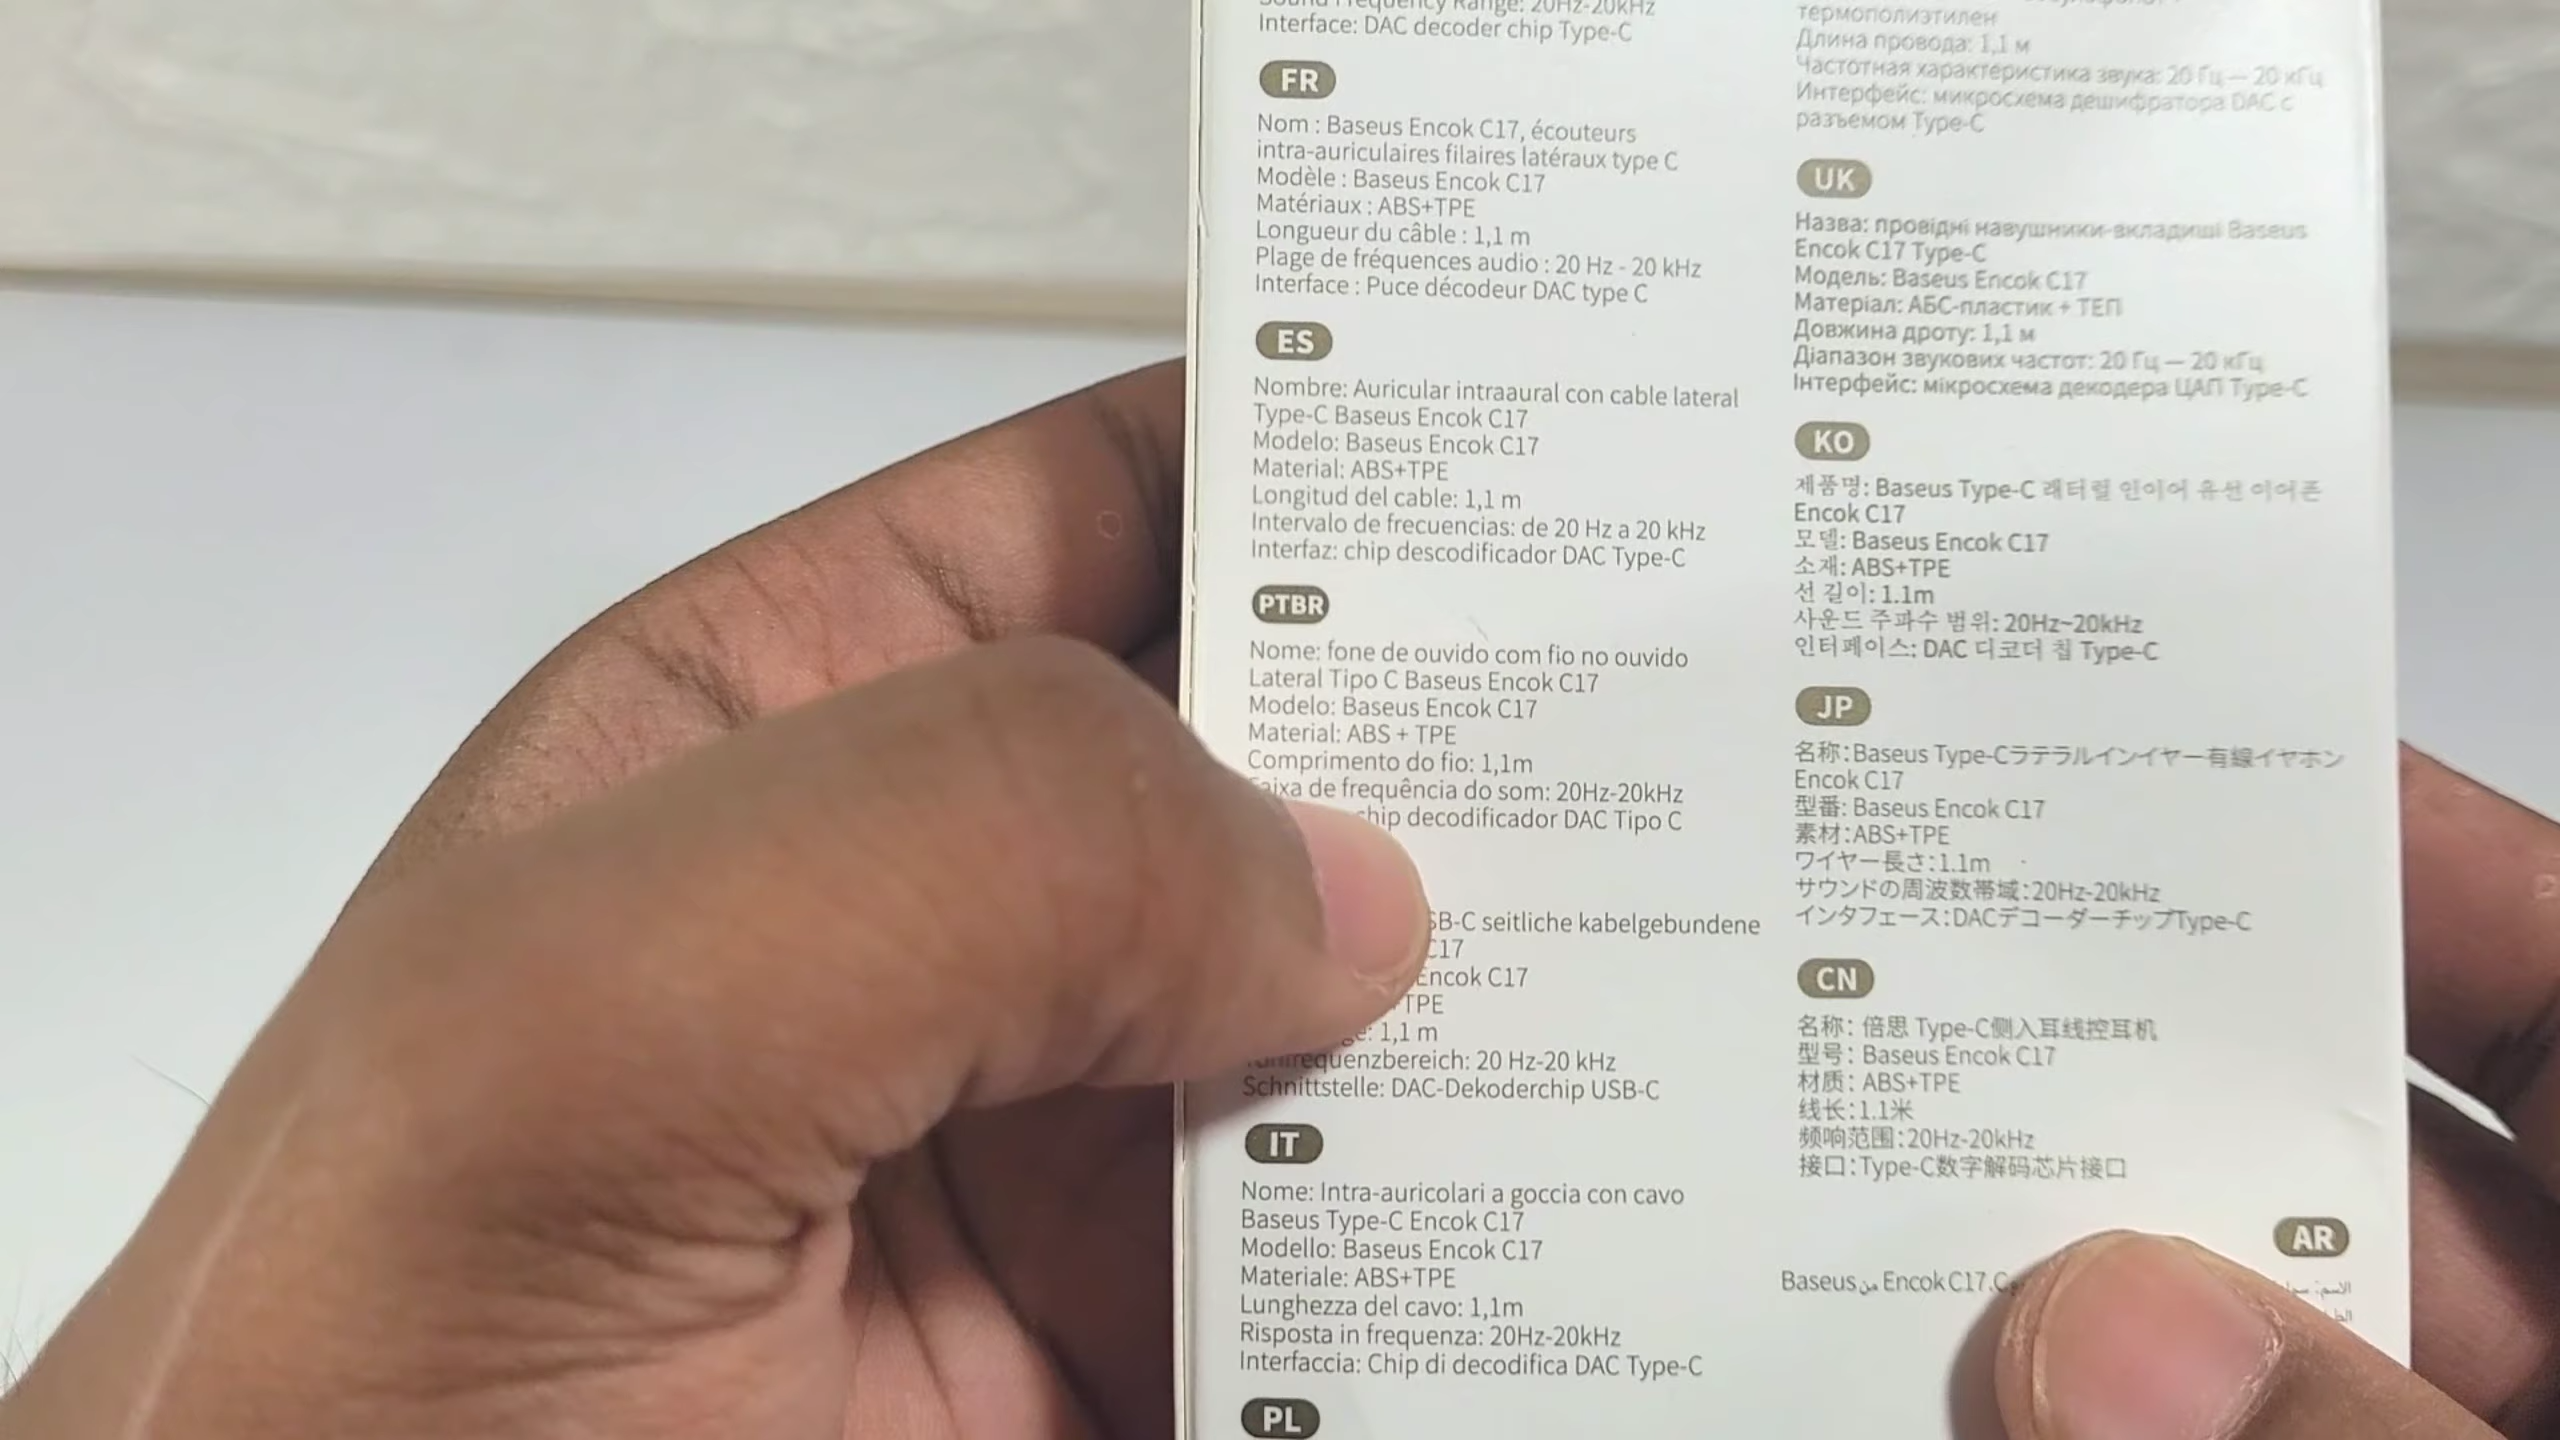 Sound Frequency Range: 20Hz-20kHz
Interface: DAC decoder chip Type-C
FR
Nom : Baseus Encok C17, écouteurs
intra-auriculaires filaires latéraux type C
Modèle : Baseus Encok C17
Matériaux : ABS+TPE
Longueur du câble : 1,1 m
Plage de fréquences audio : 20 Hz - 20 kHz
Interface : Puce décodeur DAC type C
ES
Nombre: Auricular intraaural con cable lateral
Type-C Baseus Encok C17
Modelo: Baseus Encok C17
Material: ABS+TPE
Longitud del cable: 1,1 m
Intervalo de frecuencias: de 20 Hz a 20 kHz
Interfaz: chip descodificador DAC Type-C
PTBR
Nome: fone de ouvido com fio no ouvido
Lateral Tipo C Baseus Encok C17
Modelo: Baseus Encok C17
Material: ABS + TPE
Comprimento do fio: 1,1m
Faixa de frequência do som: 20Hz-20kHz
chip decodificador DAC Tipo C
seitliche kabelgebundene
C17
Encok C17
TPE
1,1 m
20 Hz-20 kHz
Schnittstelle: DAC-Dekoderchip USB-C
IT
Nome: Intra-auricolari a goccia con cavo
Baseus Type-C Encok C17
Modello: Baseus Encok C17
Materiale: ABS+TPE
Lunghezza del cavo: 1,1m
Risposta in frequenza: 20Hz-20kHz
Interfaccia: Chip di decodifica DAC Type-C
PL
термополиэтилен
Длина провода: 1,1 м
Частотная характеристика звука: 20 Гц — 20 кГц
Интерфейс: микросхема дешифратора DAC с
разъемом Type-C
UK
Назва: провідні навушники-вкладиші Baseus
Encok C17 Type-C
Модель: Baseus Encok C17
Матеріал: АБС-пластик + ТЕП
Довжина дроту: 1,1 м
Діапазон звукових частот: 20 Гц — 20 кГц
Інтерфейс: мікросхема декодера ЦАП Type-C
KO
제품명: Baseus Type-C 래터럴 인이어 유선 이어폰
Encok C17
모델: Baseus Encok C17
소재: ABS+TPE
선 길이: 1.1m
사운드 주파수 범위: 20Hz~20kHz
인터페이스: DAC 디코더 칩 Type-C
JP
名称:Baseus Type-Cラテラルインイヤー有線イヤホン
Encok C17
型番: Baseus Encok C17
素材:ABS+TPE
ワイヤー長さ:1.1m
サウンドの周波数帯域:20Hz-20kHz
インタフェース:DACデコーダーチップType-C
CN
名称: 倍思 Type-C侧入耳线控耳机
型号: Baseus Encok C17
材质: ABS+TPE
线长:1.1米
频响范围:20Hz-20kHz
接口:Type-C数字解码芯片接口
AR
الاسم:
Baseus من Encok C17.